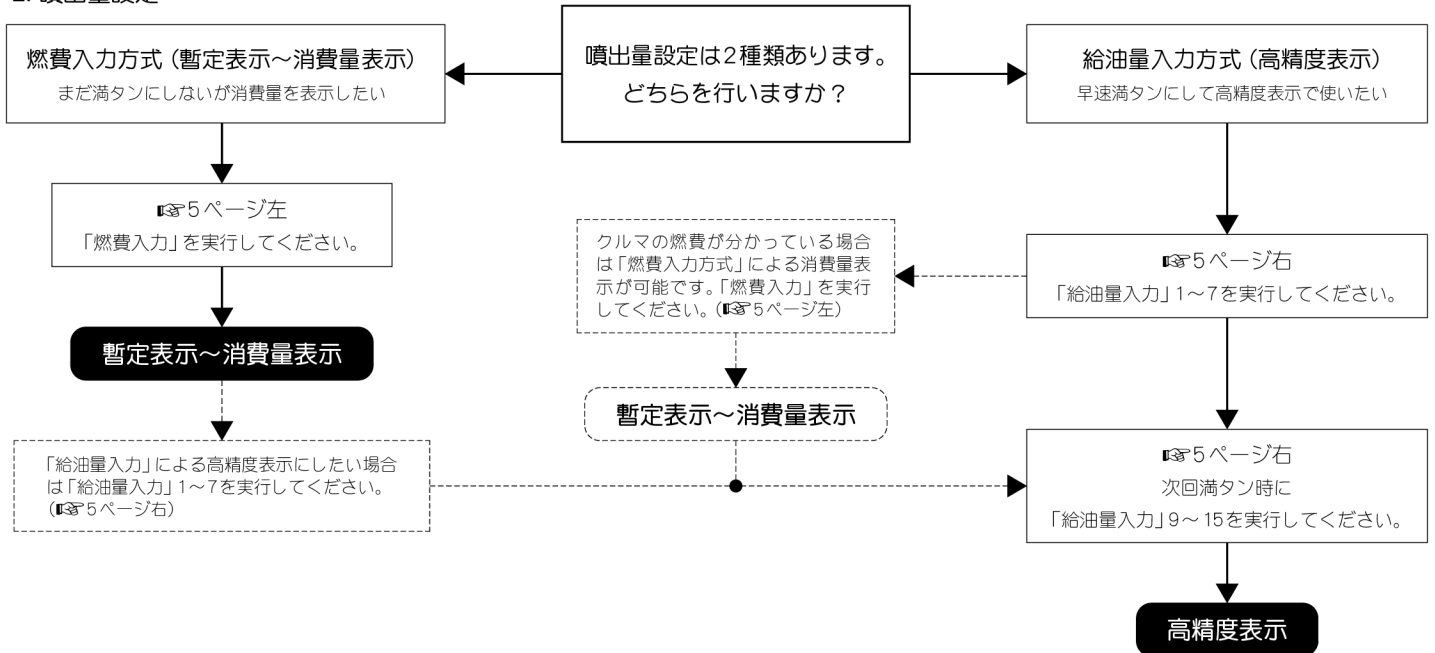 噴出量設定は2種類あります。
どちらを行いますか？
燃費入力方式（暫定表示～消費量表示）
まだ満タンにしないが消費量を表示したい
☞5ページ左
「燃費入力」を実行してください。
暫定表示～消費量表示
「給油量入力」による高精度表示にしたい場合
は「給油量入力」1～7を実行してください。
（☞5ページ右）
クルマの燃費が分かっている場合
は「燃費入力方式」による消費量表
示が可能です。「燃費入力」を実行
してください。（☞5ページ左）
暫定表示～消費量表示
給油量入力方式（高精度表示）
早速満タンにして高精度表示で使いたい
☞5ページ右
「給油量入力」1～7を実行してください。
☞5ページ右
次回満タン時に
「給油量入力」9～15を実行してください。
高精度表示